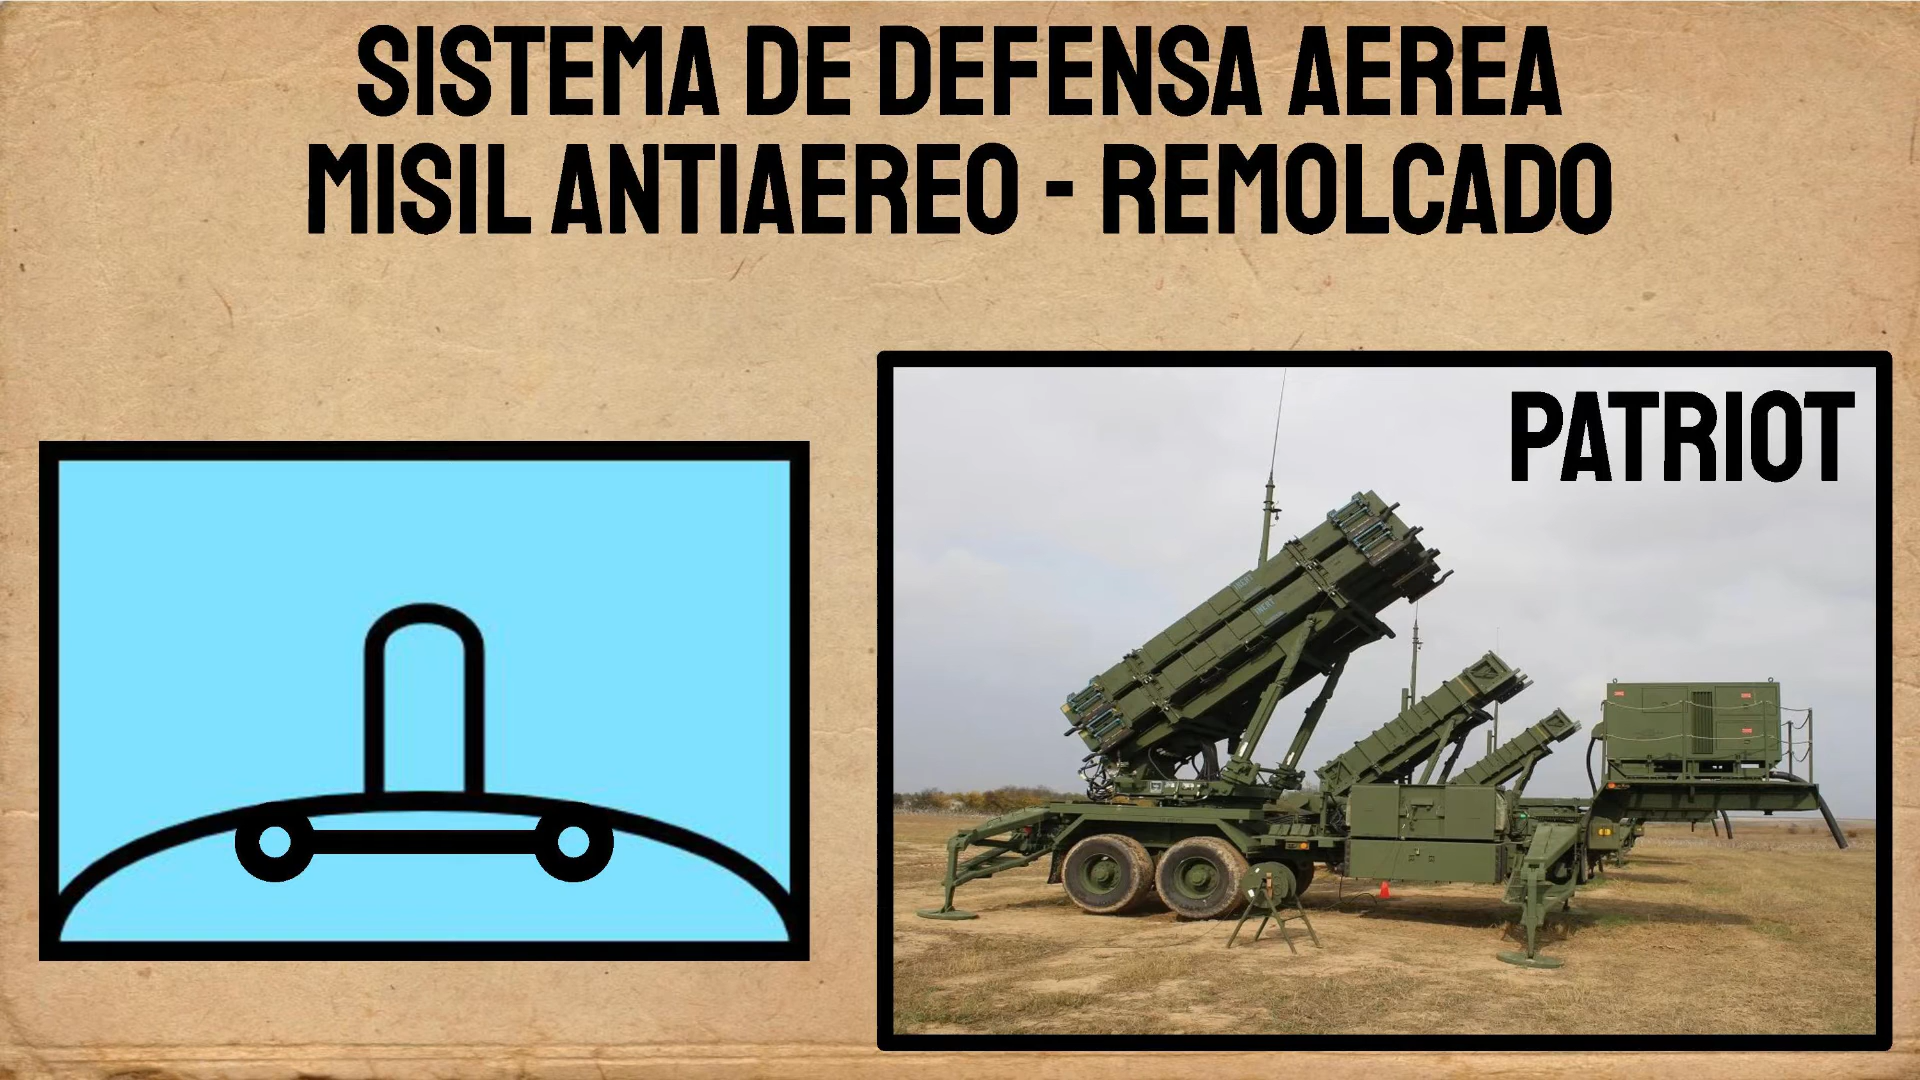 SISTEMA DE DEFENSA AEREA
MISIL ANTIAEREO - REMOLCADO
PATRIOT